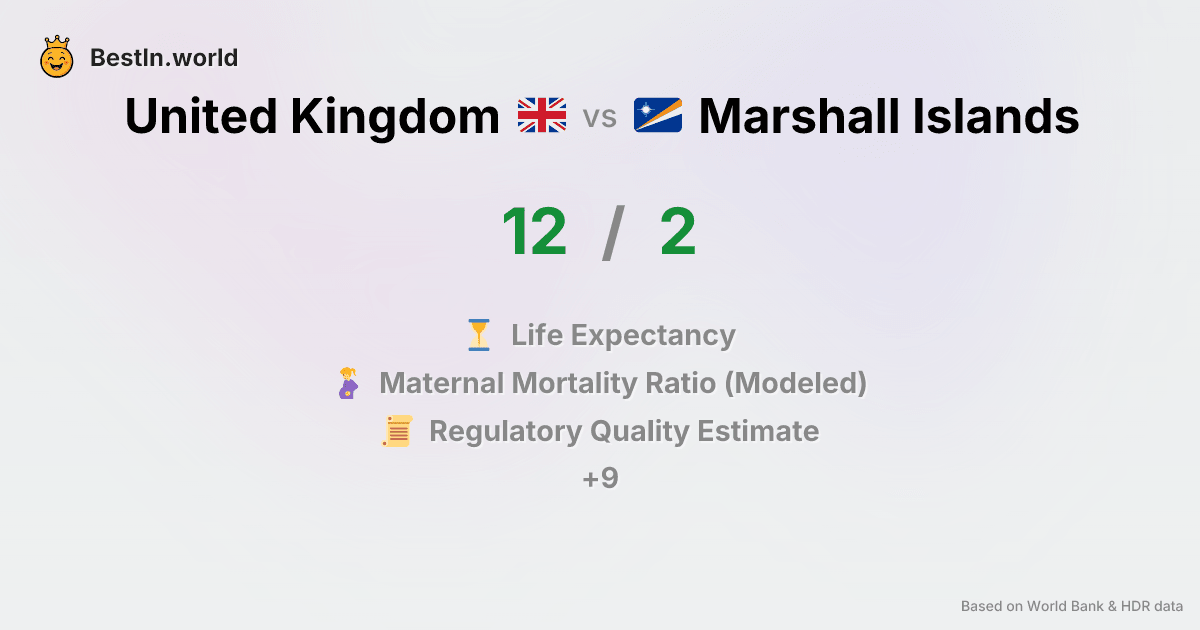 BestIn.world
United Kingdom vs Marshall Islands
12 / 2
Life Expectancy
Maternal Mortality Ratio (Modeled)
Regulatory Quality Estimate
+9
Based on World Bank & HDR data